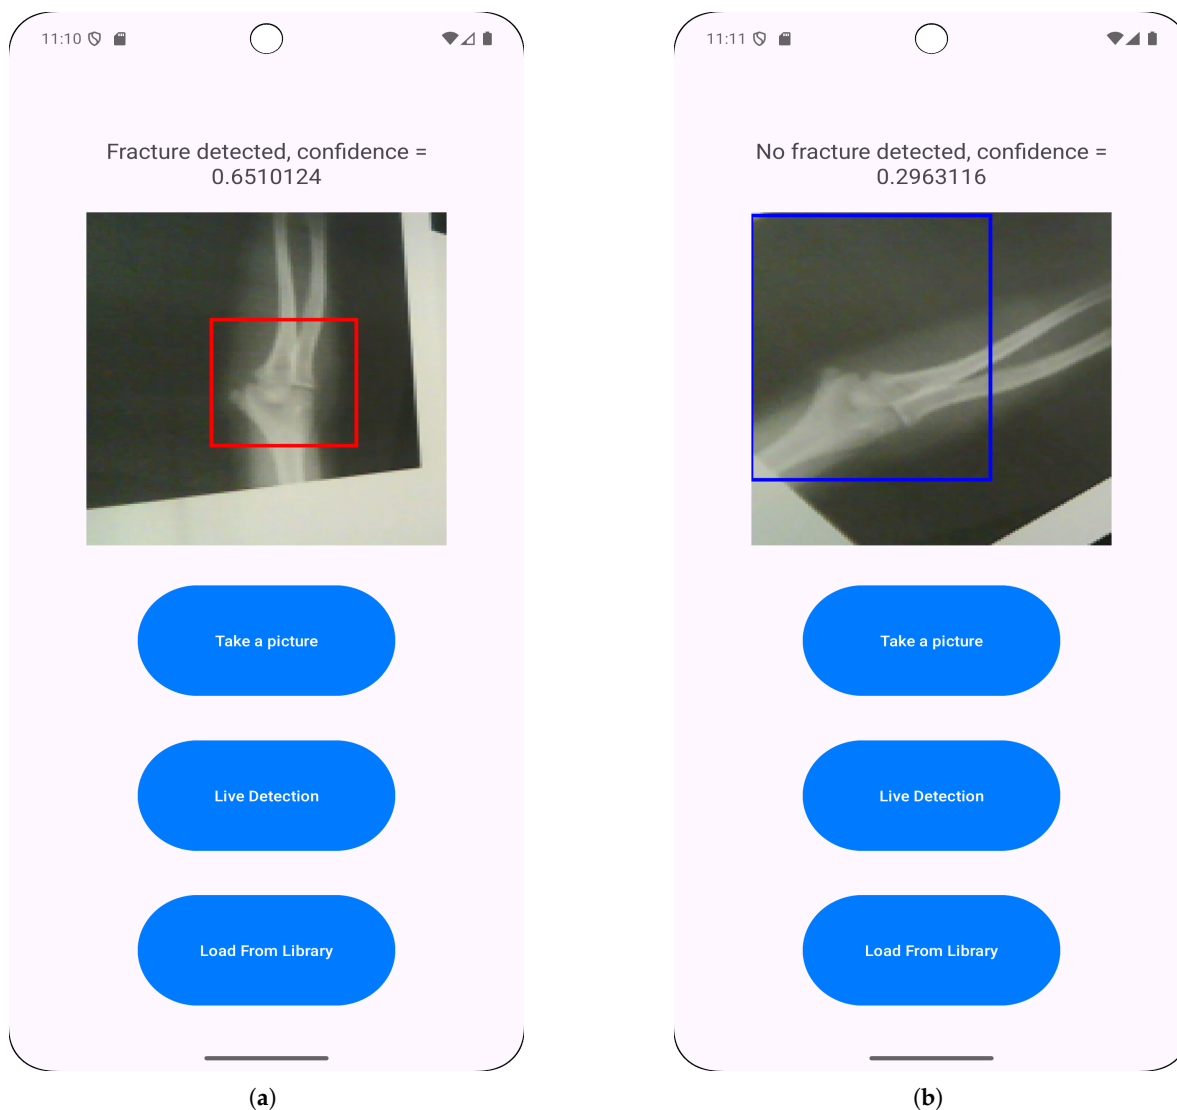 11:10
Fracture detected, confidence =
0.6510124
Take a picture
Live Detection
Load From Library
(a)
11:11
No fracture detected, confidence =
0.2963116
Take a picture
Live Detection
Load From Library
(b)